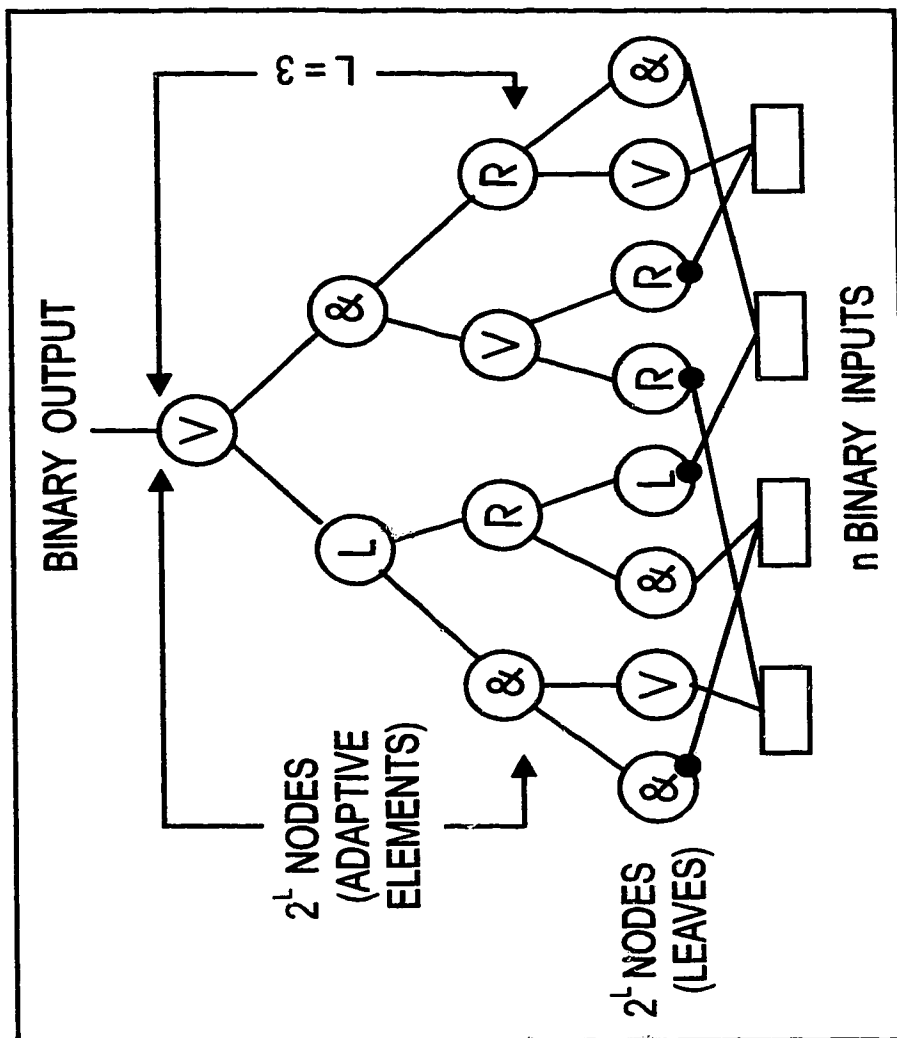 BINARY OUTPUT
V
L = 3
L &
2ᴸ NODES
(ADAPTIVE
ELEMENTS)
& R V R
2ᴸ NODES
(LEAVES)
& V & L R R V &
n BINARY INPUTS